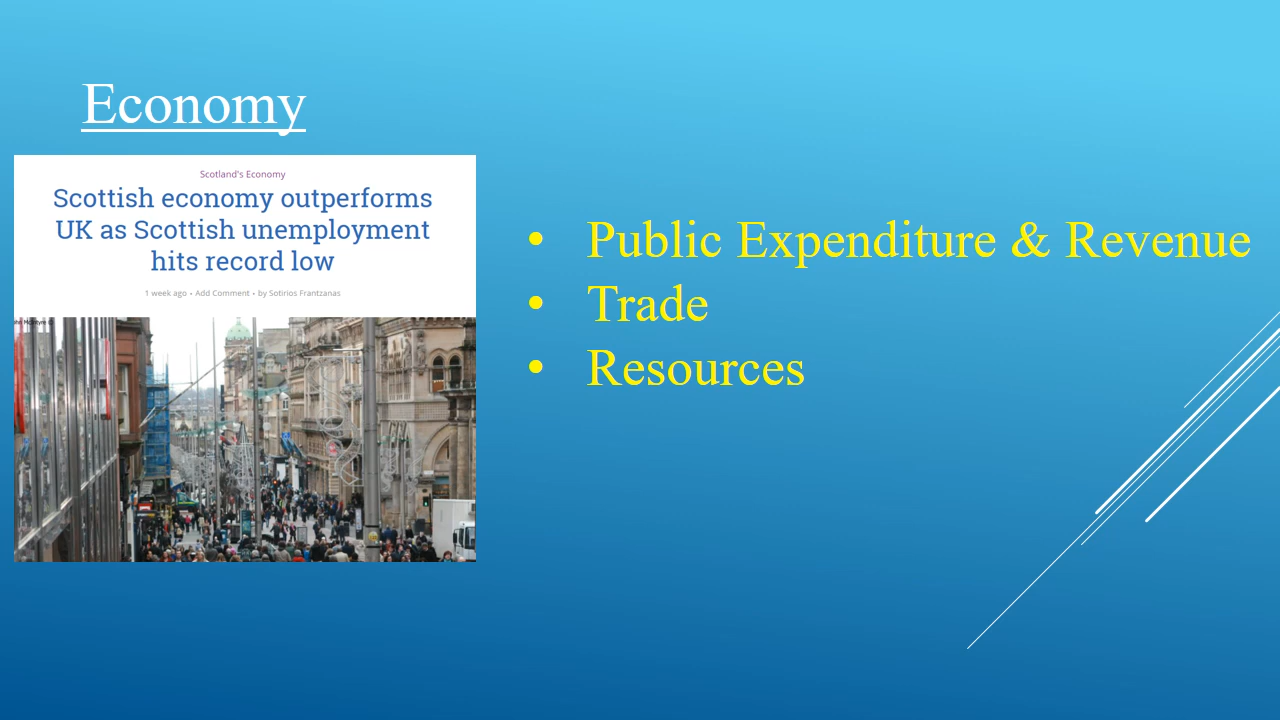 Economy
Scotland's Economy
Scottish economy outperforms
UK as Scottish unemployment
hits record low
1 week ago • Add Comment • by Sotirios Frantzanas
• Public Expenditure & Revenue
• Trade
• Resources